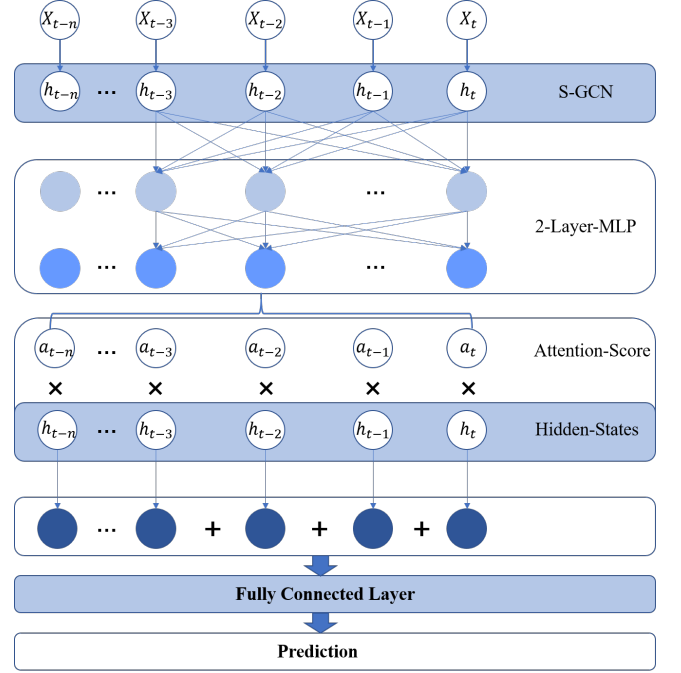 X_{t−n} X_{t−3} X_{t−2} X_{t−1} X_t
h_{t−n} ... h_{t−3} h_{t−2} h_{t−1} h_t S-GCN
... ...
2-Layer-MLP
... ...
a_{t−n} ... a_{t−3} a_{t−2} a_{t−1} a_t Attention-Score
× × × × ×
h_{t−n} ... h_{t−3} h_{t−2} h_{t−1} h_t Hidden-States
... + + +
Fully Connected Layer
Prediction